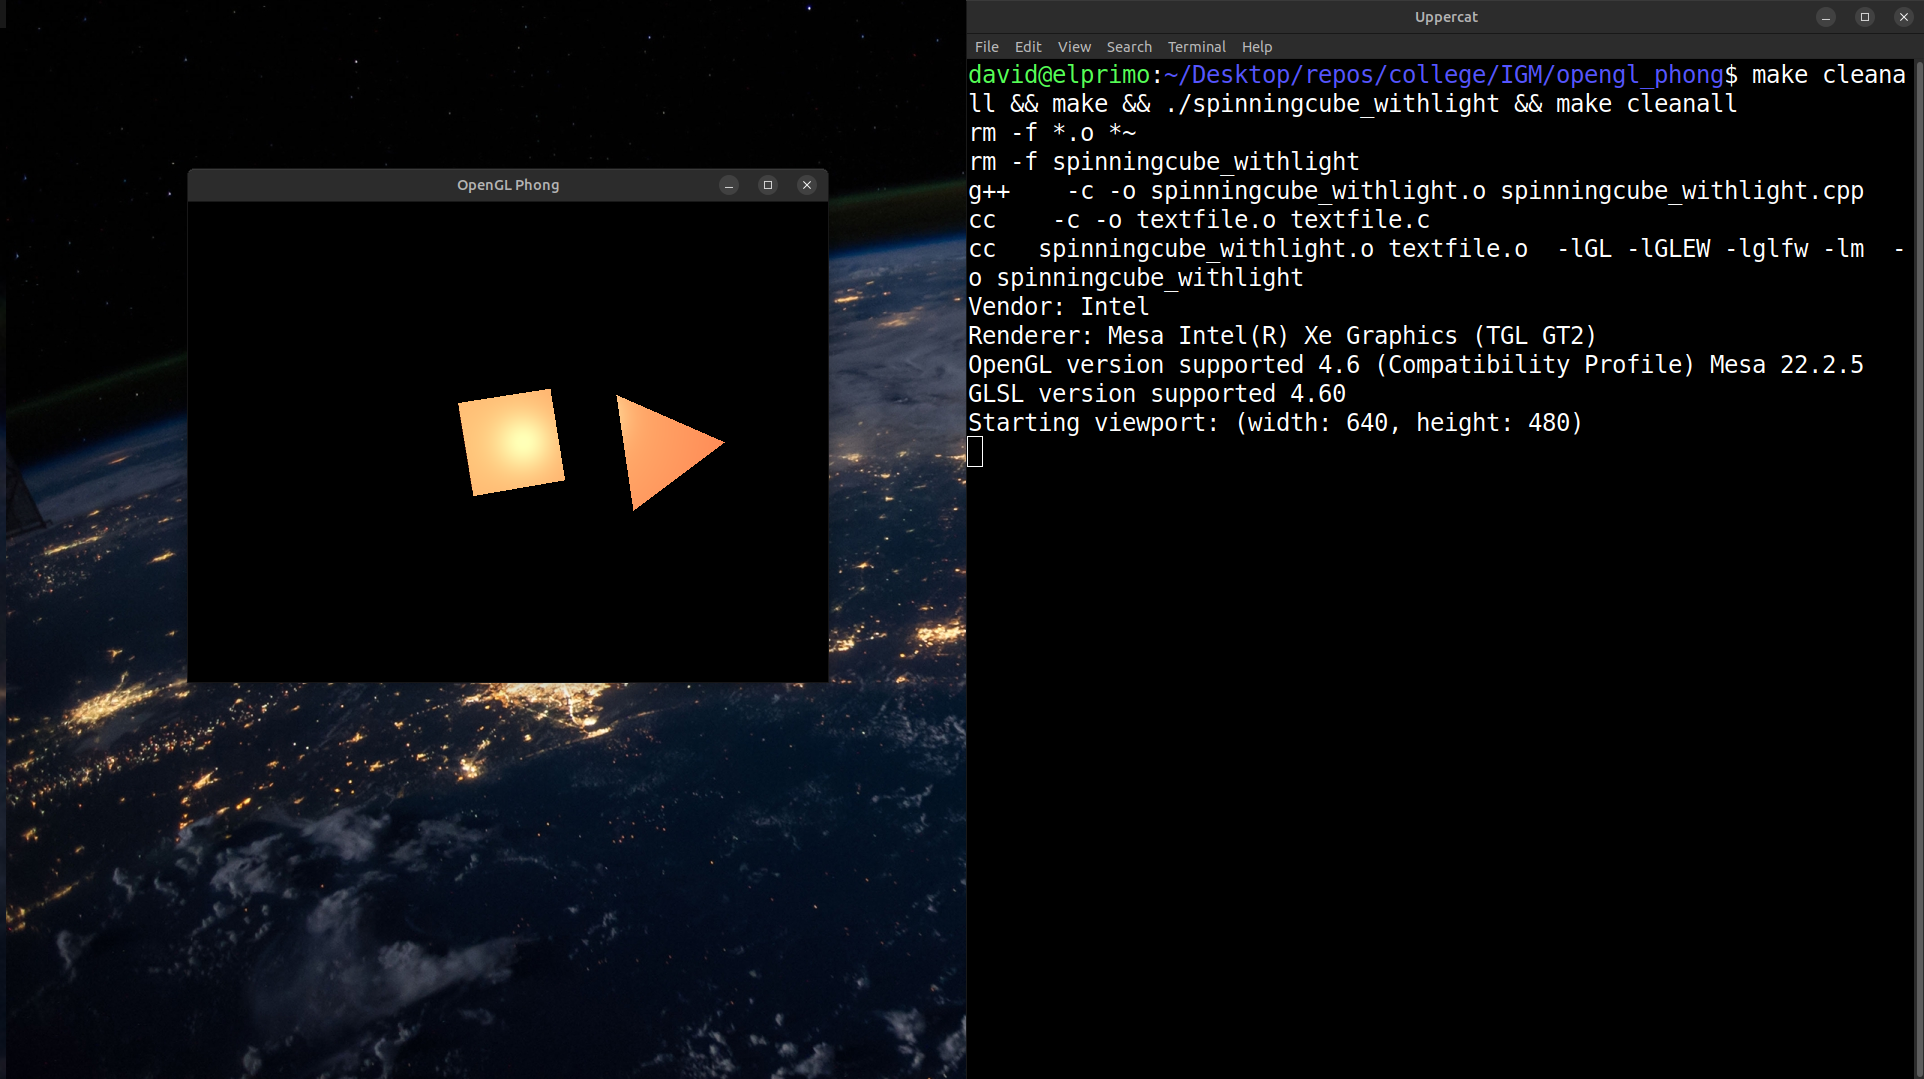 OpenGL Phong
Uppercat
File Edit View Search Terminal Help
david@elprimo:~/Desktop/repos/college/IGM/opengl_phong$ make cleana
ll && make && ./spinningcube_withlight && make cleanall
rm -f *.o *~
rm -f spinningcube_withlight
g++    -c -o spinningcube_withlight.o spinningcube_withlight.cpp
cc    -c -o textfile.o textfile.c
cc   spinningcube_withlight.o textfile.o  -lGL -lGLEW -lglfw -lm  -
o spinningcube_withlight
Vendor: Intel
Renderer: Mesa Intel(R) Xe Graphics (TGL GT2)
OpenGL version supported 4.6 (Compatibility Profile) Mesa 22.2.5
GLSL version supported 4.60
Starting viewport: (width: 640, height: 480)